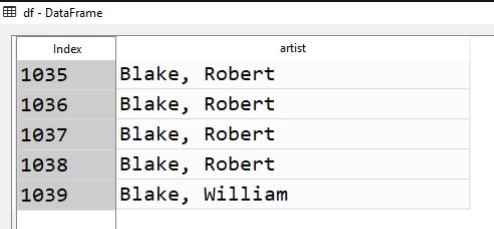 df - DataFrame
Index artist
1035 Blake, Robert
1036 Blake, Robert
1037 Blake, Robert
1038 Blake, Robert
1039 Blake, William